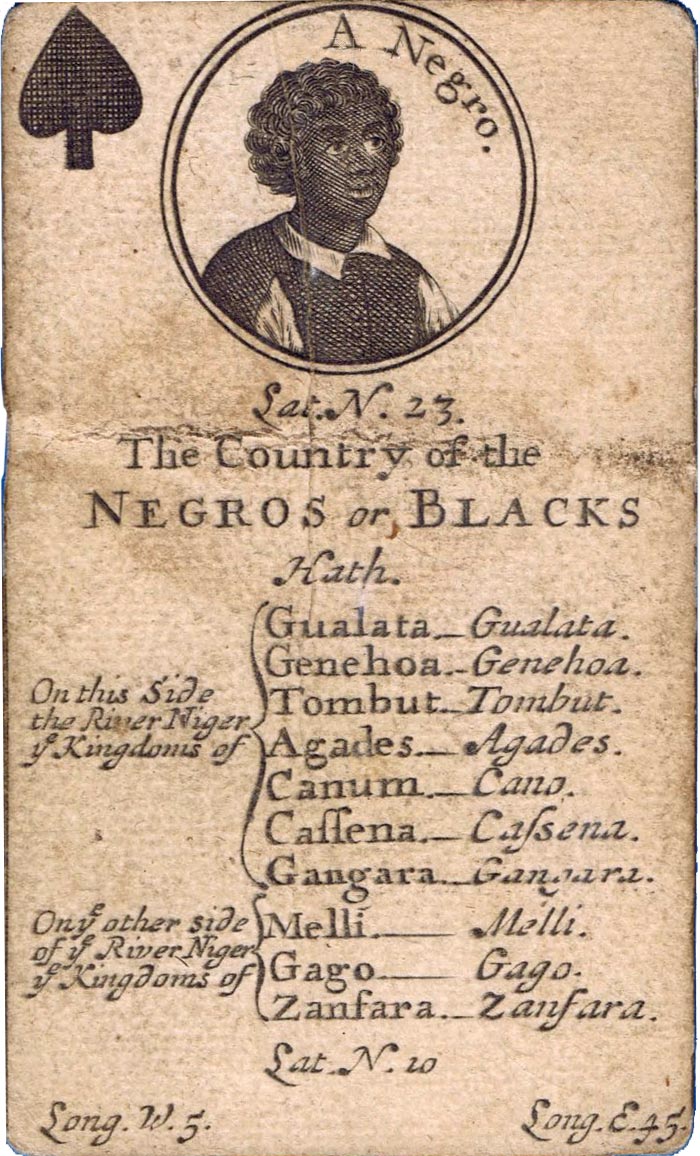 A Negro.
Lat. N. 23.
The Country of the
NEGROS or BLACKS
Hath.
On this Side
the River Niger
yͤ Kingdoms of
Gualata. Gualata.
Genehoa. Genehoa.
Tombut. Tombut.
Agades. Agades.
Canum. Cano.
Caſſena. Caſsena.
Gangara. Gangara.
On yͤ other side
of yͤ River Niger
yͤ Kingdoms of
Melli. Melli.
Gago Gago.
Zanfara. Zanfara.
Lat. N. 10
Long. W. 5.
Long. E. 45.